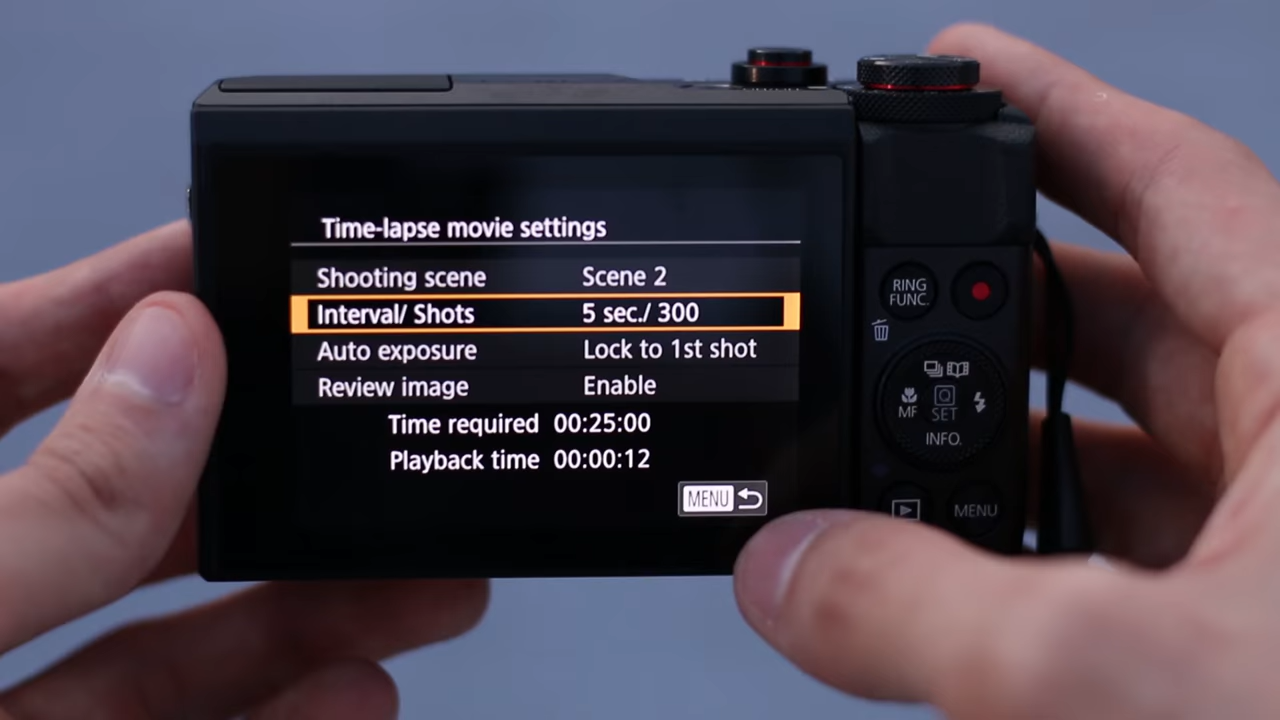 Time-lapse movie settings
Shooting scene Scene 2
Interval/ Shots 5 sec./ 300
Auto exposure Lock to 1st shot
Review image Enable
Time required 00:25:00
Playback time 00:00:12
MENU
RING
FUNC.
MF
Q
SET
INFO.
MENU